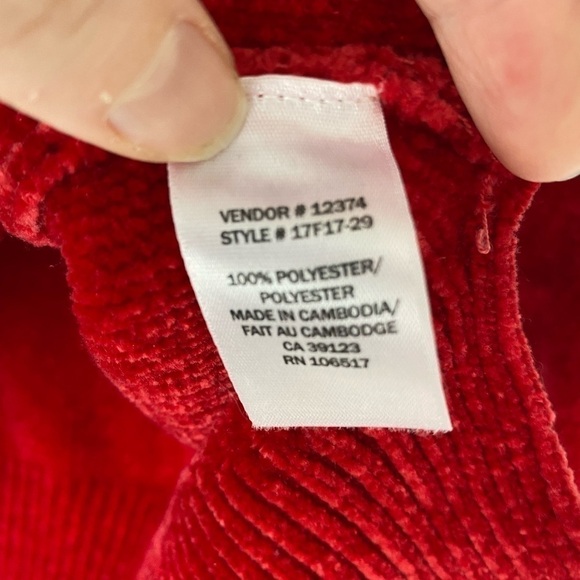 VENDOR # 12374
STYLE # 17F17-29
100% POLYESTER/
POLYESTER
MADE IN CAMBODIA/
FAIT AU CAMBODGE
CA 39123
RN 106517